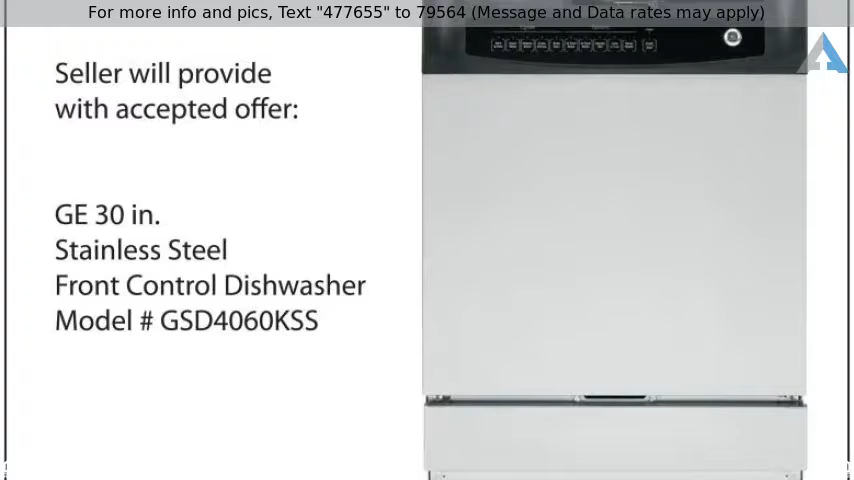 For more info and pics, Text "477655" to 79564 (Message and Data rates may apply)
Seller will provide
with accepted offer:
GE 30 in.
Stainless Steel
Front Control Dishwasher
Model # GSD4060KSS